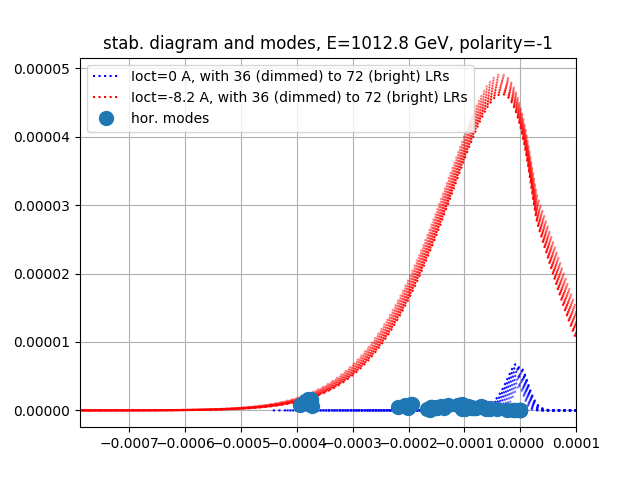 stab. diagram and modes, E=1012.8 GeV, polarity=-1
Ioct=0 A, with 36 (dimmed) to 72 (bright) LRs
Ioct=-8.2 A, with 36 (dimmed) to 72 (bright) LRs
hor. modes
0.00005
0.00004
0.00003
0.00002
0.00001
0.00000
−0.0007 −0.0006 −0.0005 −0.0004 −0.0003 −0.0002 −0.0001 0.0000 0.0001